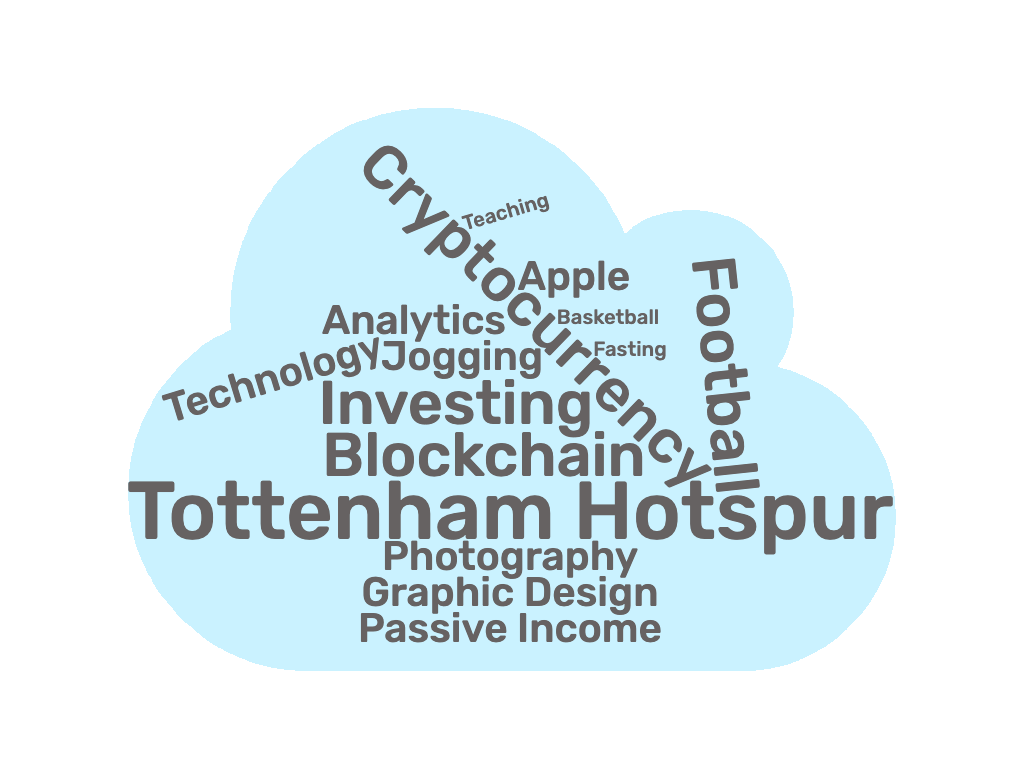 Cryptocurrency
Teaching
Apple
Football
Analytics
Basketball
Technology
Jogging
Fasting
Investing
Blockchain
Tottenham Hotspur
Photography
Graphic Design
Passive Income